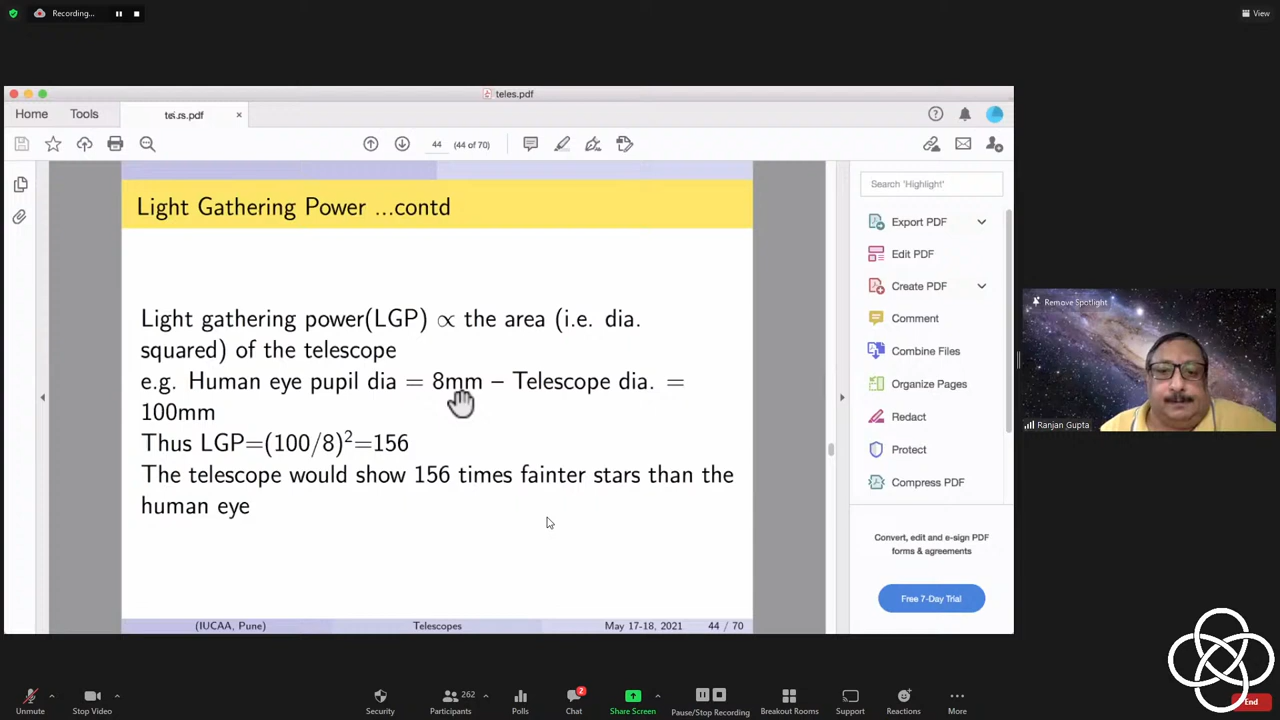 Recording...
View
teles.pdf
Home
Tools
44
(44 of 70)
Search 'Highlight'
Light Gathering Power ...contd
Light gathering power(LGP) ∝ the area (i.e. dia.
squared) of the telescope
e.g. Human eye pupil dia = 8mm – Telescope dia. =
100mm
Thus LGP=(100/8)²=156
The telescope would show 156 times fainter stars than the
human eye
(IUCAA, Pune)
Telescopes
May 17-18, 2021
44 / 70
Export PDF
Edit PDF
Create PDF
Comment
Combine Files
Organize Pages
Redact
Protect
Compress PDF
Convert, edit and e-sign PDF
forms & agreements
Free 7-Day Trial
Remove Spotlight
Ranjan Gupta
Unmute
Stop Video
Security
262
Participants
Polls
2
Chat
Share Screen
Pause/Stop Recording
Breakout Rooms
Support
Reactions
More
End